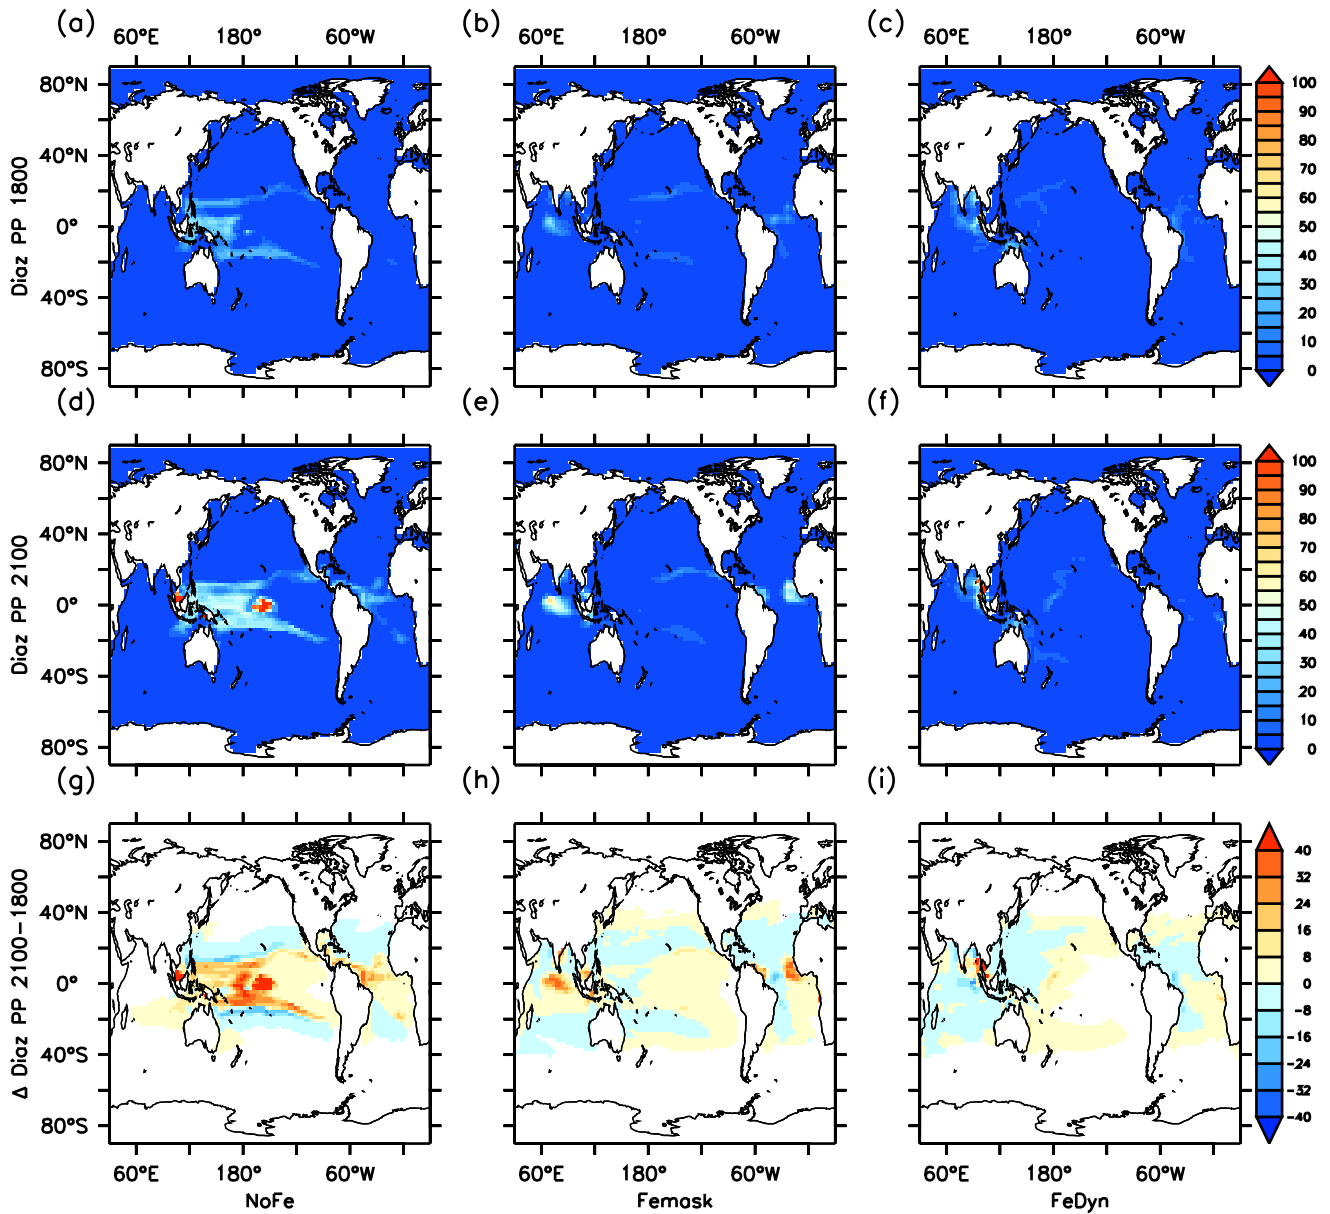 (a) (b) (c)
60°E 180° 60°W 60°E 180° 60°W 60°E 180° 60°W
Diaz PP 1800
80°N
40°N
0°
40°S
80°S
100
90
80
70
60
50
40
30
20
10
0
(d) (e) (f)
Diaz PP 2100
80°N
40°N
0°
40°S
80°S
100
90
80
70
60
50
40
30
20
10
0
(g) (h) (i)
Δ Diaz PP 2100-1800
80°N
40°N
0°
40°S
80°S
40
32
24
16
8
0
-8
-16
-24
-32
-40
60°E 180° 60°W 60°E 180° 60°W 60°E 180° 60°W
NoFe Femask FeDyn